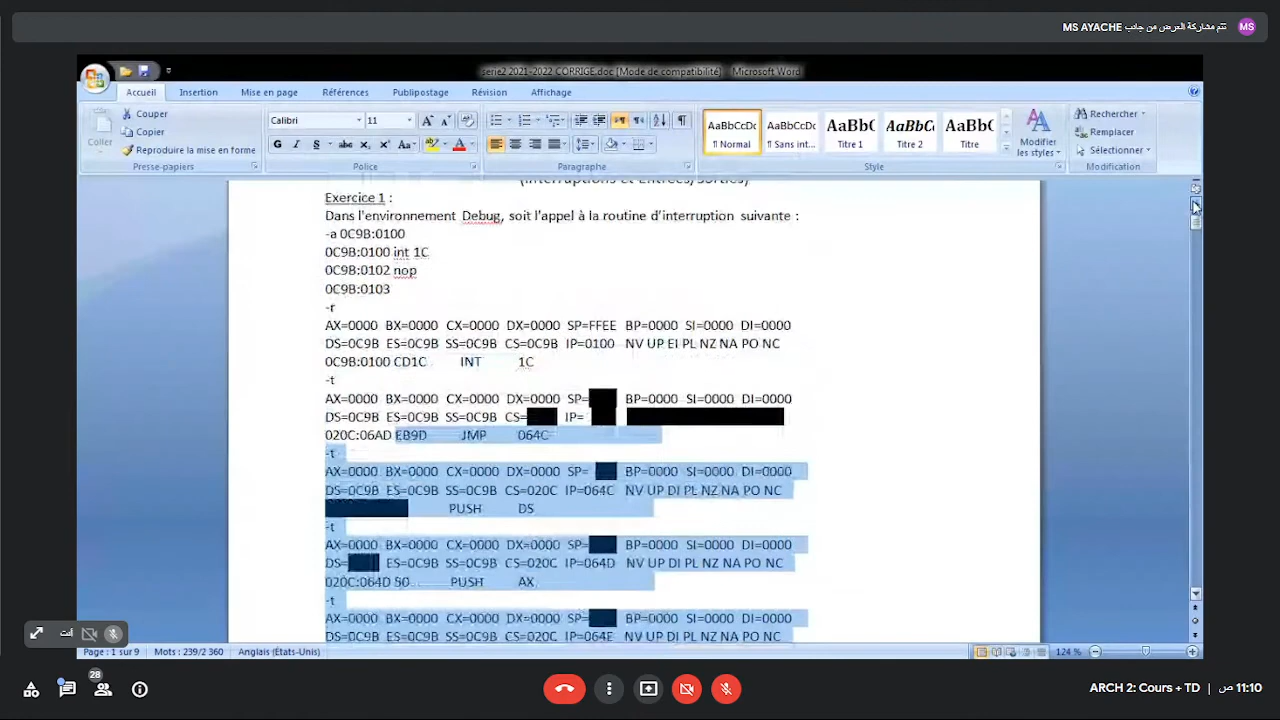 تتم مشاركة العرض من جانب MS AYACHE
MS
serie2 2021-2022 CORRIGE.doc [Mode de compatibilité] - Microsoft Word
Accueil Insertion Mise en page Références Publipostage Révision Affichage
Coller
Couper
Copier
Reproduire la mise en forme
Presse-papiers
Calibri 11
G I S abc x₂ x² Aa
Police
Paragraphe
AaBbCcDc AaBbCcDc AaBb( AaBbC AaBb(
¶ Normal ¶ Sans int... Titre 1 Titre 2 Titre
Style
Modifier les styles
Rechercher
Remplacer
Sélectionner
Modification
(Interruptions et Entrées/Sorties)
Exercice 1 :
Dans l'environnement Debug, soit l'appel à la routine d'interruption suivante :
-a 0C9B:0100
0C9B:0100 int 1C
0C9B:0102 nop
0C9B:0103
-r
AX=0000 BX=0000 CX=0000 DX=0000 SP=FFEE BP=0000 SI=0000 DI=0000
DS=0C9B ES=0C9B SS=0C9B CS=0C9B IP=0100 NV UP EI PL NZ NA PO NC
0C9B:0100 CD1C INT 1C
-t
AX=0000 BX=0000 CX=0000 DX=0000 SP= BP=0000 SI=0000 DI=0000
DS=0C9B ES=0C9B SS=0C9B CS= IP=
020C:06AD EB9D JMP 064C
-t
AX=0000 BX=0000 CX=0000 DX=0000 SP= BP=0000 SI=0000 DI=0000
DS=0C9B ES=0C9B SS=0C9B CS=020C IP=064C NV UP DI PL NZ NA PO NC
PUSH DS
-t
AX=0000 BX=0000 CX=0000 DX=0000 SP= BP=0000 SI=0000 DI=0000
DS= ES=0C9B SS=0C9B CS=020C IP=064D NV UP DI PL NZ NA PO NC
020C:064D 50 PUSH AX
-t
AX=0000 BX=0000 CX=0000 DX=0000 SP= BP=0000 SI=0000 DI=0000
DS=0C9B ES=0C9B SS=0C9B CS=020C IP=064E NV UP DI PL NZ NA PO NC
أنت
Page : 1 sur 9 Mots : 239/2 360 Anglais (États-Unis) 124 %
28
ARCH 2: Cours + TD | 11:10 ص